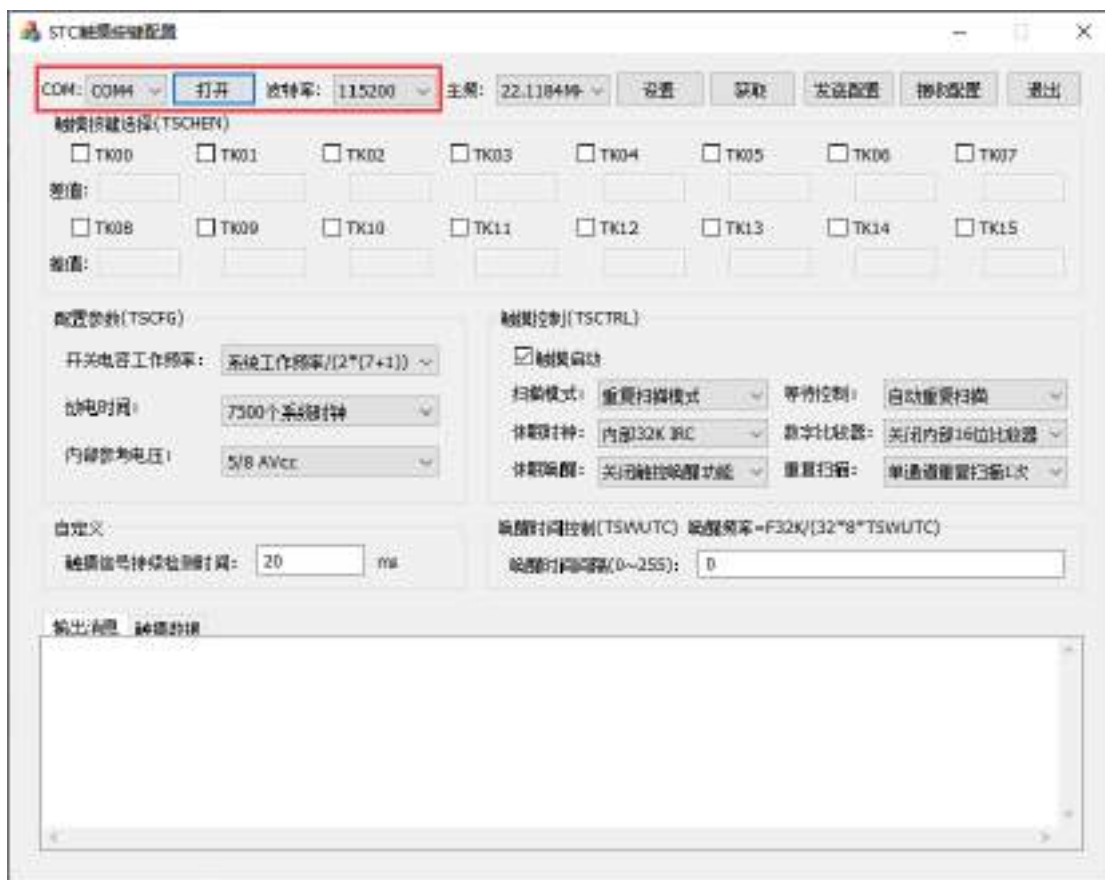 STC触摸按键配置
COM: COM4 打开 波特率: 115200 主频: 22.1184M 设置 获取 发送配置 接收配置 退出
触摸按键选择(TSCHEN)
TK00 TK01 TK02 TK03 TK04 TK05 TK06 TK07
差值:
TK08 TK09 TK10 TK11 TK12 TK13 TK14 TK15
差值:
配置参数(TSCFG)
开关电容工作频率: 系统工作频率/(2*(7+1))
放电时间: 7500个系统时钟
内部参考电压: 5/8 AVcc
触摸控制(TSCTRL)
触摸启动
扫描模式: 重复扫描模式 等待控制: 自动重复扫描
休眠时钟: 内部32K IRC 数字比较器: 关闭内部16位比较器
休眠唤醒: 关闭触控唤醒功能 重复扫描: 单通道重复扫描1次
自定义
触摸信号持续检测时间: 20 ms
唤醒时间控制(TSWUTC) 唤醒频率=F32K/(32*8*TSWUTC)
唤醒时间间隔(0~255): 0
输出消息 触摸数据